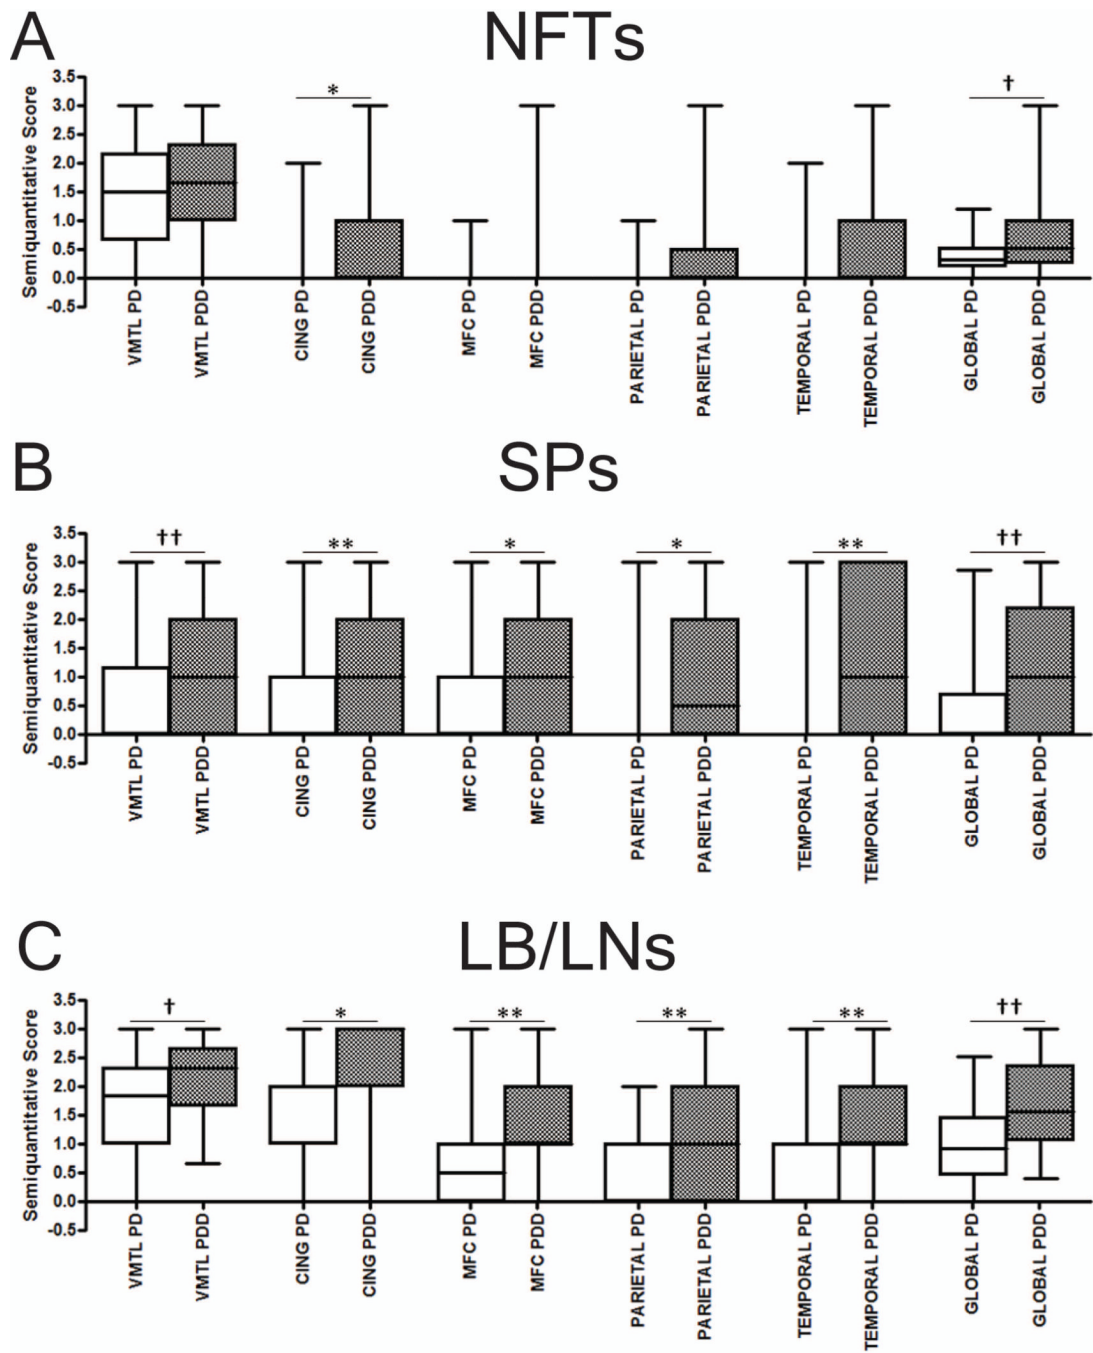 A NFTs
Semiquantitative Score
3.5
3.0
2.5
2.0
1.5
1.0
0.5
0.0
-0.5
* †
VMTL PD
VMTL PDD
CING PD
CING PDD
MFC PD
MFC PDD
PARIETAL PD
PARIETAL PDD
TEMPORAL PD
TEMPORAL PDD
GLOBAL PD
GLOBAL PDD
B SPs
Semiquantitative Score
3.5
3.0
2.5
2.0
1.5
1.0
0.5
0.0
-0.5
†† ** * * ** ††
VMTL PD
VMTL PDD
CING PD
CING PDD
MFC PD
MFC PDD
PARIETAL PD
PARIETAL PDD
TEMPORAL PD
TEMPORAL PDD
GLOBAL PD
GLOBAL PDD
C LB/LNs
Semiquantitative Score
3.5
3.0
2.5
2.0
1.5
1.0
0.5
0.0
-0.5
† * ** ** ** ††
VMTL PD
VMTL PDD
CING PD
CING PDD
MFC PD
MFC PDD
PARIETAL PD
PARIETAL PDD
TEMPORAL PD
TEMPORAL PDD
GLOBAL PD
GLOBAL PDD